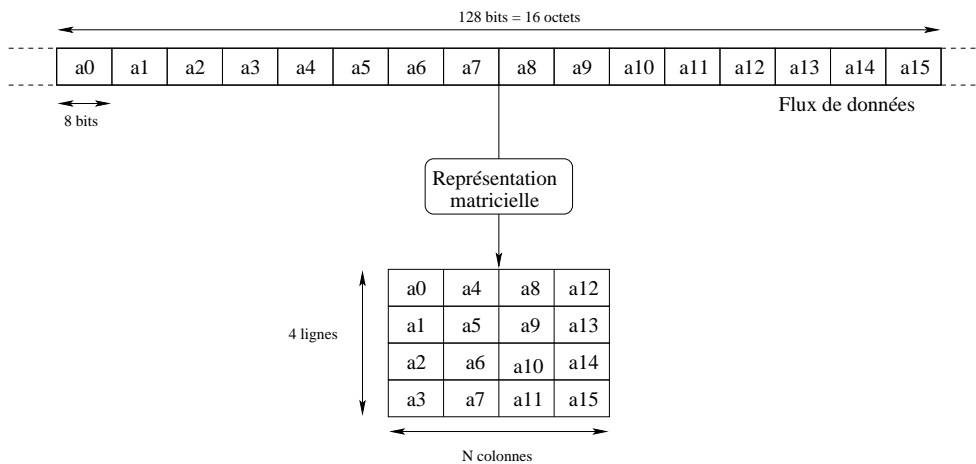 128 bits = 16 octets
a0 a1 a2 a3 a4 a5 a6 a7 a8 a9 a10 a11 a12 a13 a14 a15
Flux de données
8 bits
Représentation
matricielle
a0 a4 a8 a12
a1 a5 a9 a13
4 lignes
a2 a6 a10 a14
a3 a7 a11 a15
N colonnes